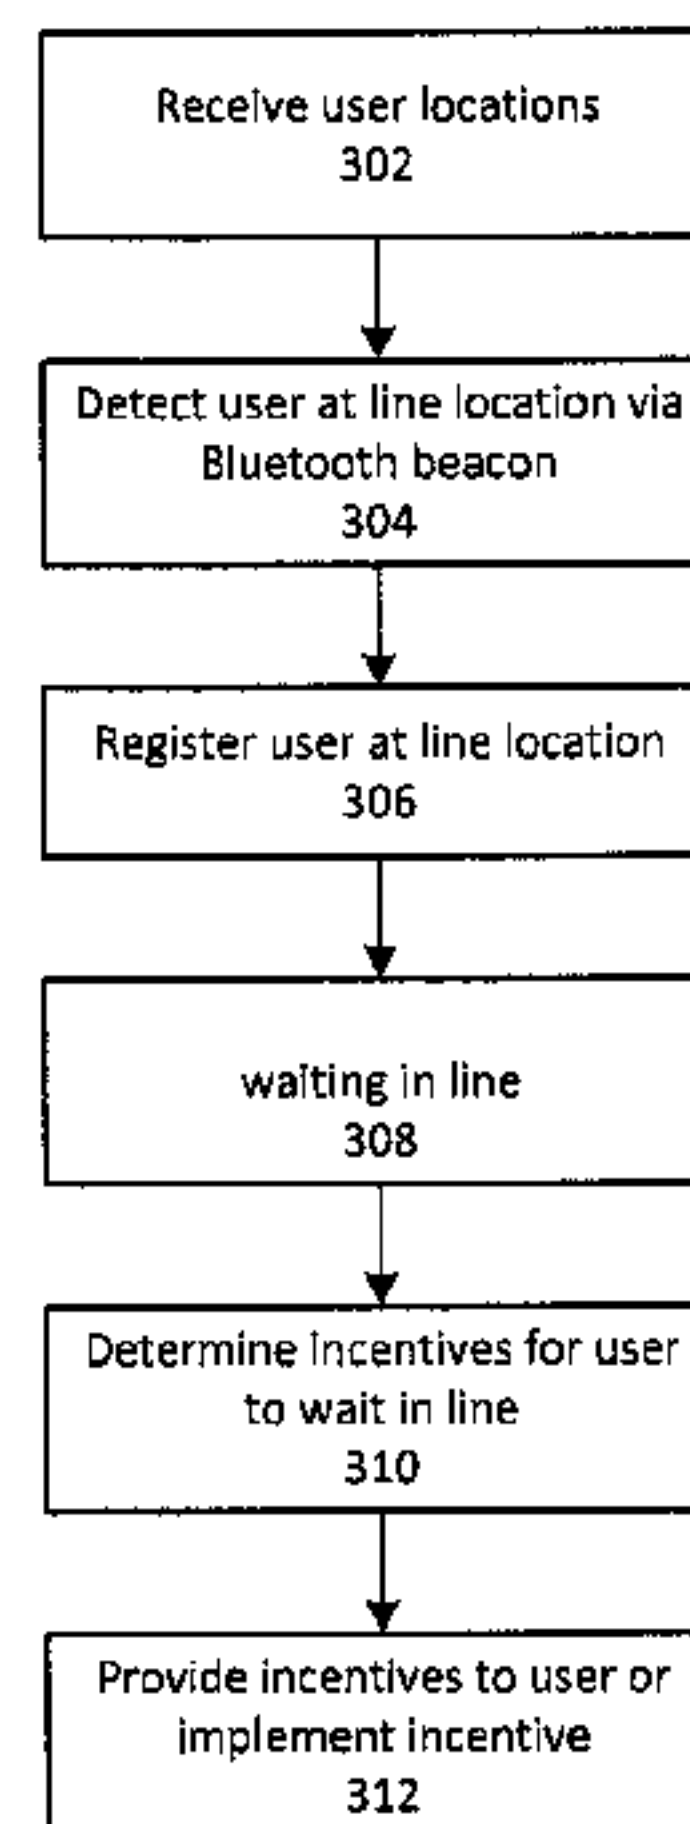 Receive user locations
302
Detect user at line location via
Bluetooth beacon
304
Register user at line location
306
waiting in line
308
Determine incentives for user
to wait in line
310
Provide incentives to user or
implement incentive
312